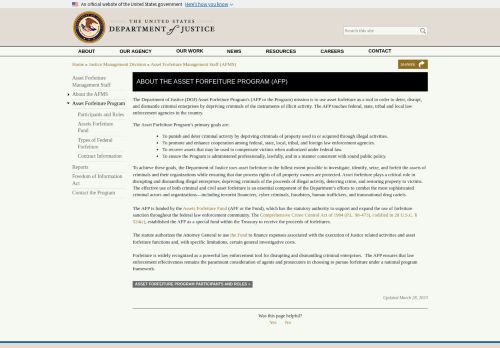 An official website of the United States government Here's how you know
THE UNITED STATES
DEPARTMENT of JUSTICE
Search this site
ABOUT OUR AGENCY OUR WORK NEWS RESOURCES CAREERS CONTACT
Home » Justice Management Division » Asset Forfeiture Management Staff (AFMS)
SHARE
Asset Forfeiture
Management Staff
About the AFMS
Asset Forfeiture Program
Participants and Roles
Assets Forfeiture
Fund
Types of Federal
Forfeiture
Contact Information
Reports
Freedom of Information
Act
Contact the Program
ABOUT THE ASSET FORFEITURE PROGRAM (AFP)
The Department of Justice (DOJ) Asset Forfeiture Program's (AFP or the Program) mission is to use asset forfeiture as a tool in order to deter, disrupt,
and dismantle criminal enterprises by depriving criminals of the instruments of illicit activity. The AFP touches federal, state, tribal and local law
enforcement agencies in the country.
The Asset Forfeiture Program's primary goals are:
• To punish and deter criminal activity by depriving criminals of property used in or acquired through illegal activities.
• To promote and enhance cooperation among federal, state, local, tribal, and foreign law enforcement agencies.
• To recover assets that may be used to compensate victims when authorized under federal law.
• To ensure the Program is administered professionally, lawfully, and in a manner consistent with sound public policy.
To achieve these goals, the Department of Justice uses asset forfeiture to the fullest extent possible to investigate, identify, seize, and forfeit the assets of
criminals and their organizations while ensuring that due process rights of all property owners are protected. Asset forfeiture plays a critical role in
disrupting and dismantling illegal enterprises, depriving criminals of the proceeds of illegal activity, deterring crime, and restoring property to victims.
The effective use of both criminal and civil asset forfeiture is an essential component of the Department's efforts to combat the most sophisticated
criminal actors and organizations—including terrorist financiers, cyber criminals, fraudsters, human traffickers, and transnational drug cartels.
The AFP is funded by the Assets Forfeiture Fund (AFF or the Fund), which has the statutory authority to support and expand the use of forfeiture
sanction throughout the federal law enforcement community. The Comprehensive Crime Control Act of 1984 (P.L. 98-473, codified in 28 U.S.C. §
524(c), established the AFF as a special fund within the Treasury to receive the proceeds of forfeitures.
The statute authorizes the Attorney General to use the Fund to finance expenses associated with the execution of Justice related activities and asset
forfeiture functions and, with specific limitations, certain general investigative costs.
Forfeiture is widely recognized as a powerful law enforcement tool for disrupting and dismantling criminal enterprises. The AFP ensures that law
enforcement effectiveness remains the paramount consideration of agents and prosecutors in choosing to pursue forfeiture under a national program
framework.
ASSET FORFEITURE PROGRAM PARTICIPANTS AND ROLES »
Updated March 28, 2023
Was this page helpful?
Yes No